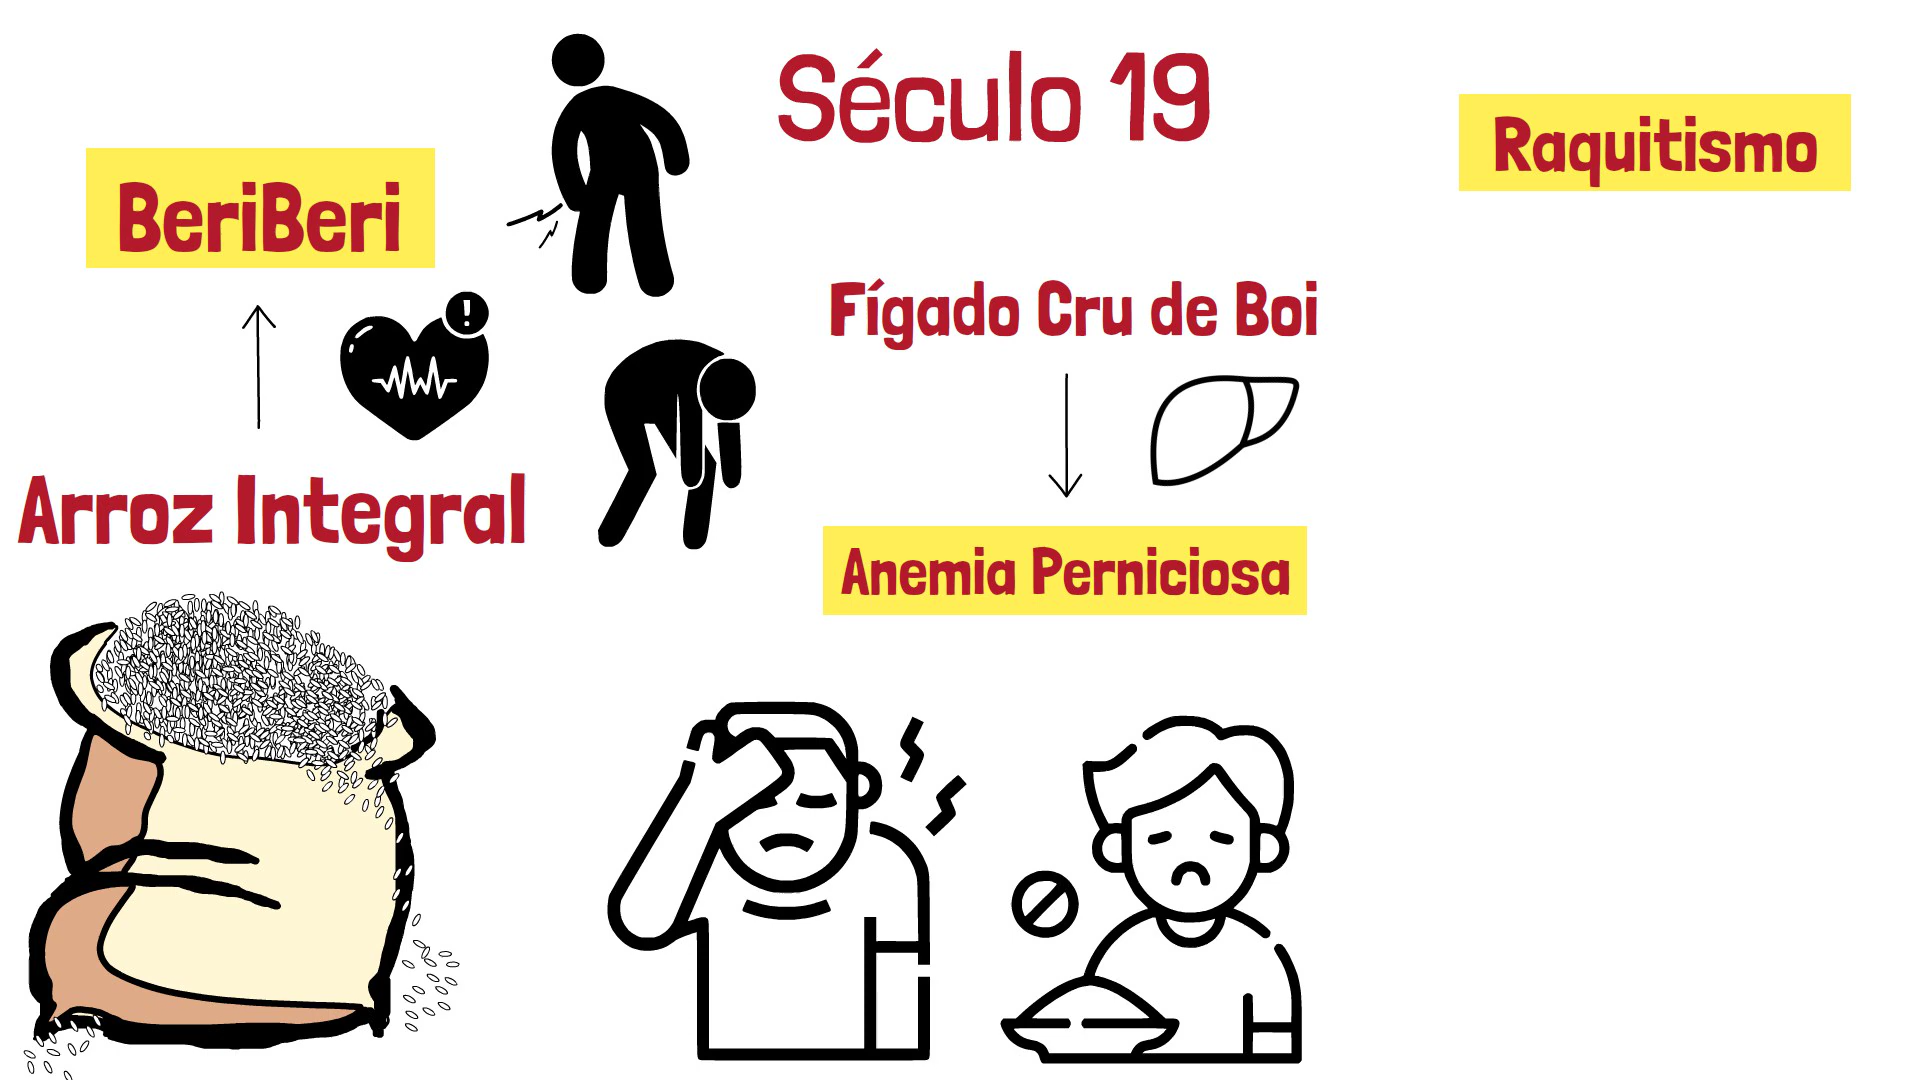 Século 19
Raquitismo
BeriBeri
Fígado Cru de Boi
Arroz Integral
Anemia Perniciosa